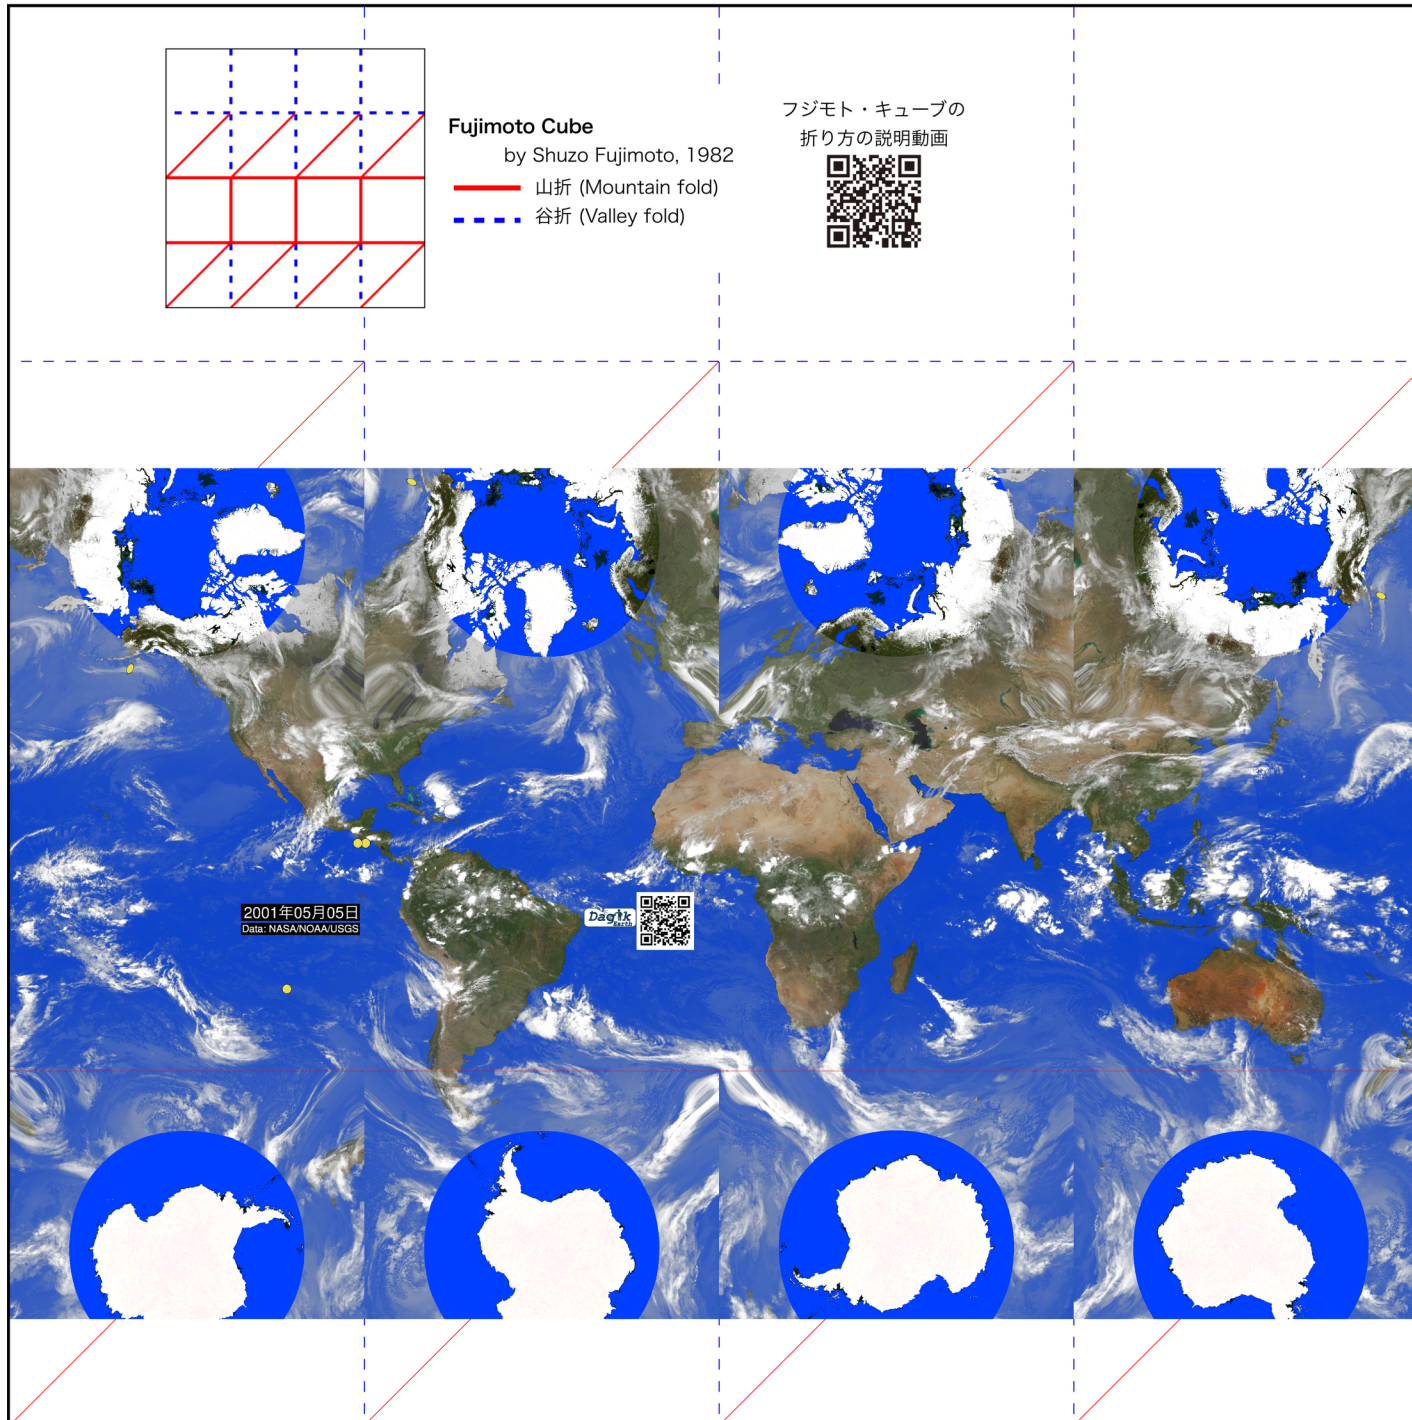 Fujimoto Cube
by Shuzo Fujimoto, 1982
山折 (Mountain fold)
谷折 (Valley fold)
フジモト・キューブの
折り方の説明動画
2001年05月05日
Data: NASA/NOAA/USGS
Dagik
Earth